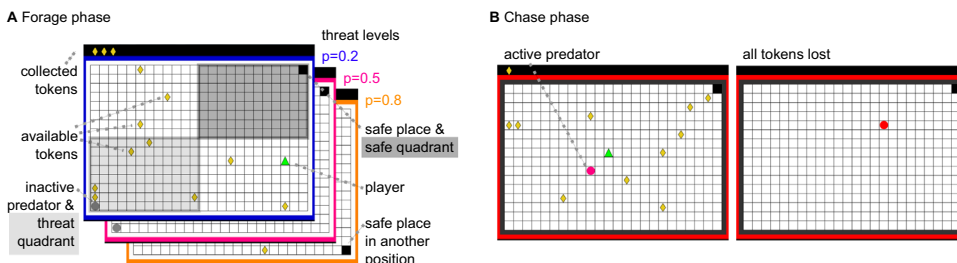 A Forage phase
threat levels
p=0.2
p=0.5
p=0.8
collected
tokens
available
tokens
inactive
predator &
threat
quadrant
safe place &
safe quadrant
player
safe place
in another
position
B Chase phase
active predator
all tokens lost